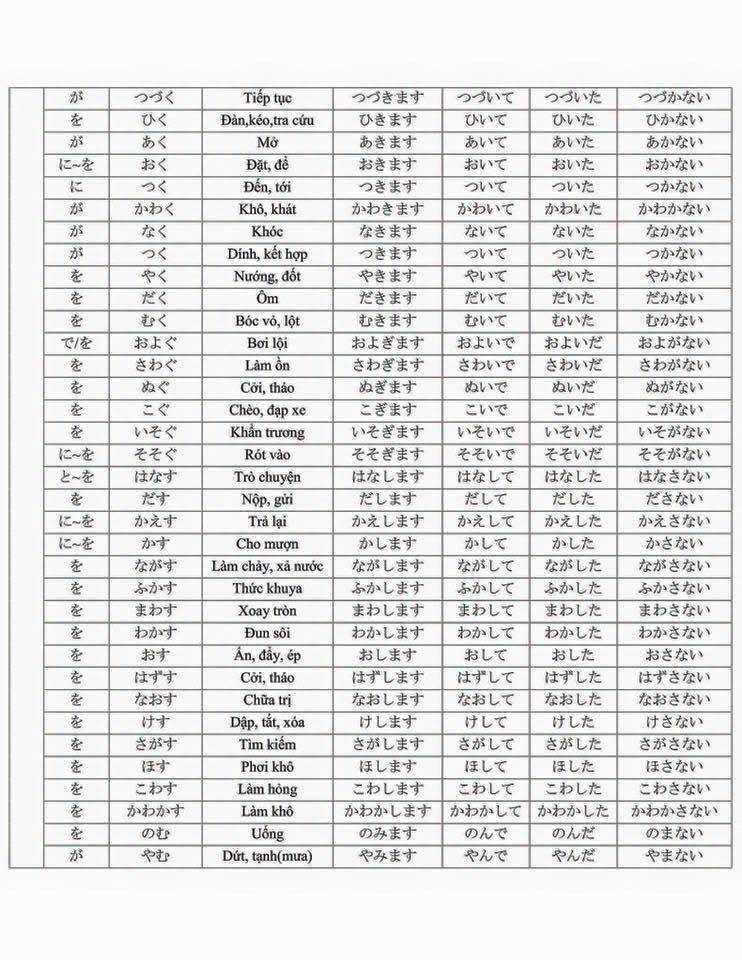 が つづく Tiếp tục つづきます つづいて つづいた つづかない
を ひく Đàn,kéo,tra cứu ひきます ひいて ひいた ひかない
が あく Mở あきます あいて あいた あかない
に~を おく Đặt, để おきます おいて おいた おかない
に つく Đến, tới つきます ついて ついた つかない
が かわく Khô, khát かわきます かわいて かわいた かわかない
が なく Khóc なきます ないて ないた なかない
が つく Dính, kết hợp つきます ついて ついた つかない
を やく Nướng, đốt やきます やいて やいた やかない
を だく Ôm だきます だいて だいた だかない
を むく Bóc vỏ, lột むきます むいて むいた むかない
で/を およぐ Bơi lội およぎます およいで およいだ およがない
を さわぐ Làm ồn さわぎます さわいで さわいだ さわがない
を ぬぐ Cởi, tháo ぬぎます ぬいで ぬいだ ぬがない
を こぐ Chèo, đạp xe こぎます こいで こいだ こがない
を いそぐ Khẩn trương いそぎます いそいで いそいだ いそがない
に~を そそぐ Rót vào そそぎます そそいで そそいだ そそがない
と~を はなす Trò chuyện はなします はなして はなした はなさない
を だす Nộp, gửi だします だして だした ださない
に~を かえす Trả lại かえします かえして かえした かえさない
に~を かす Cho mượn かします かして かした かさない
を ながす Làm chảy, xả nước ながします ながして ながした ながさない
を ふかす Thức khuya ふかします ふかして ふかした ふかさない
を まわす Xoay tròn まわします まわして まわした まわさない
を わかす Đun sôi わかします わかして わかした わかさない
を おす Ấn, đẩy, ép おします おして おした おさない
を はずす Cởi, tháo はずします はずして はずした はずさない
を なおす Chữa trị なおします なおして なおした なおさない
を けす Dập, tắt, xóa けします けして けした けさない
を さがす Tìm kiếm さがします さがして さがした さがさない
を ほす Phơi khô ほします ほして ほした ほさない
を こわす Làm hỏng こわします こわして こわした こわさない
を かわかす Làm khô かわかします かわかして かわかした かわかさない
を のむ Uống のみます のんで のんだ のまない
が やむ Dứt, tạnh(mưa) やみます やんで やんだ やまない